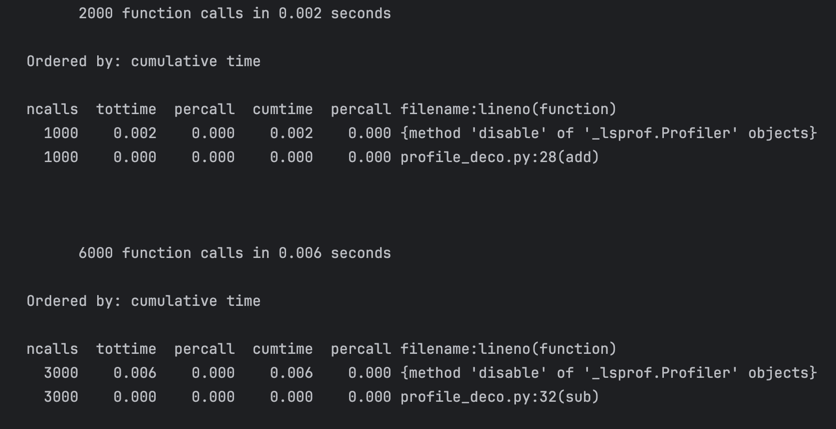 2000 function calls in 0.002 seconds
Ordered by: cumulative time
ncalls  tottime  percall  cumtime  percall filename:lineno(function)
1000    0.002    0.000    0.002    0.000 {method 'disable' of '_lsprof.Profiler' objects}
1000    0.000    0.000    0.000    0.000 profile_deco.py:28(add)
6000 function calls in 0.006 seconds
Ordered by: cumulative time
ncalls  tottime  percall  cumtime  percall filename:lineno(function)
3000    0.006    0.000    0.006    0.000 {method 'disable' of '_lsprof.Profiler' objects}
3000    0.000    0.000    0.000    0.000 profile_deco.py:32(sub)